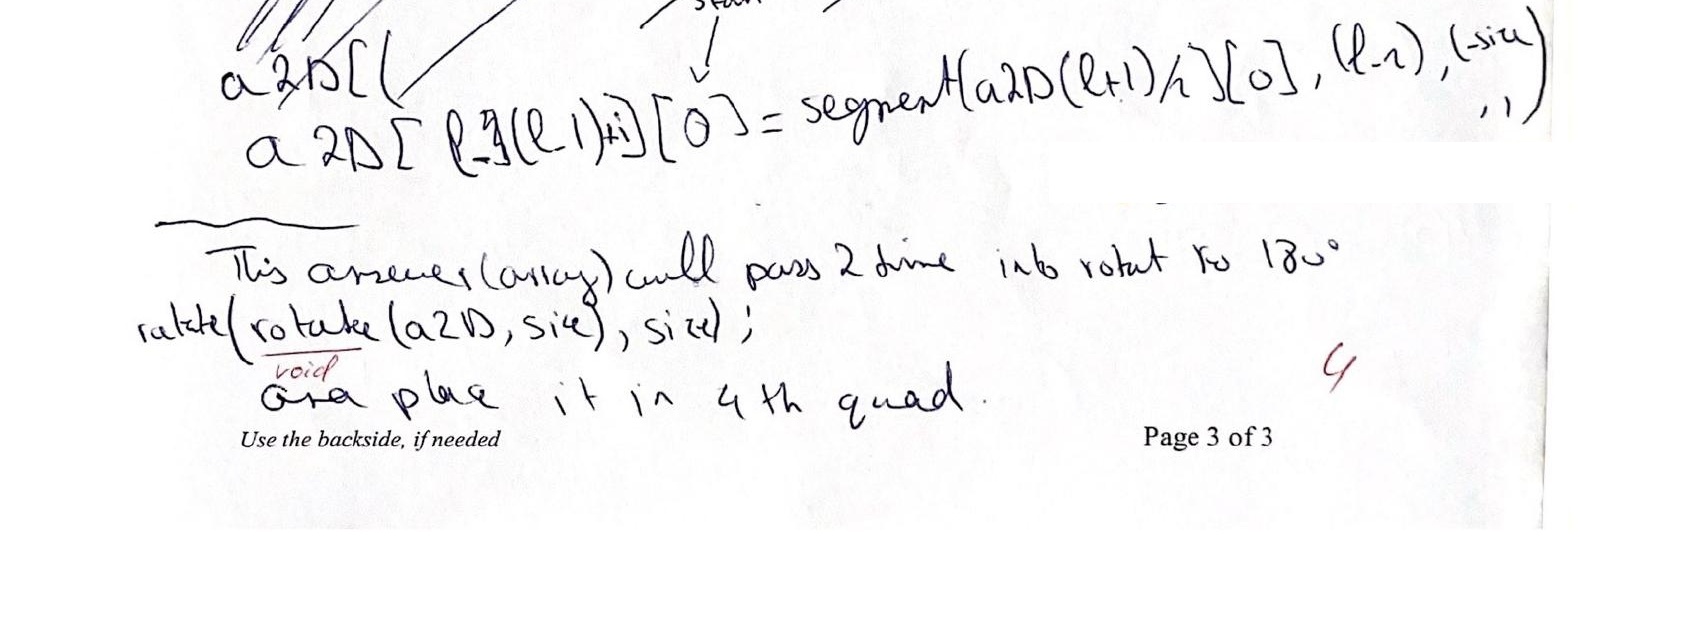 a2D[(
a2D[ l-1(l-1)+i][0] = segment(a2D(l+1)/2][0], (l-1), (-size
,1)
This answer (array) will pass 2 time into rotat to 180°
rotate(rotate(a2D, size), size);
void
and place it in 4th quad.
4
Use the backside, if needed
Page 3 of 3